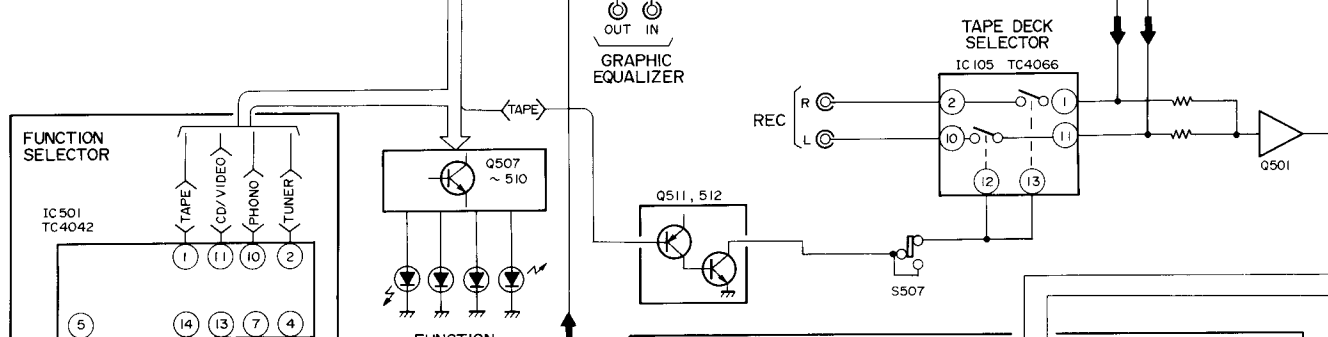 OUT IN
GRAPHIC
EQUALIZER
TAPE DECK
SELECTOR
IC105 TC4066
REC
R
L
2
1
10
11
12
13
Q501
TAPE
FUNCTION
SELECTOR
IC501
TC4042
TAPE
CD/VIDEO
PHONO
TUNER
1
11
10
2
5
14
13
7
4
Q507
~ 510
Q511, 512
S507
FUNCTION